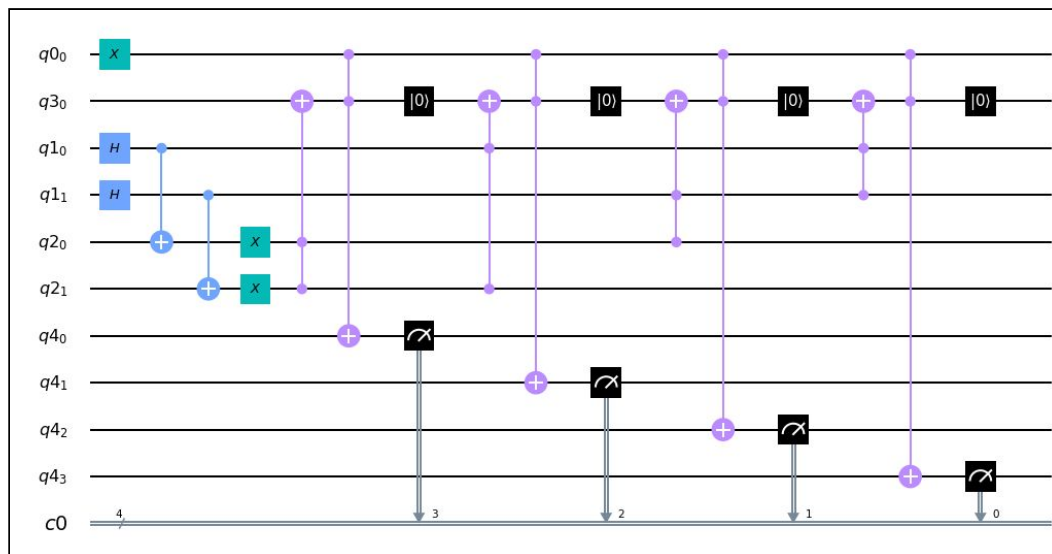 q0₀ X
q3₀ |0⟩ |0⟩ |0⟩ |0⟩
q1₀ H
q1₁ H
q2₀ X
q2₁ X
q4₀
q4₁
q4₂
q4₃
c0 4 3 2 1 0